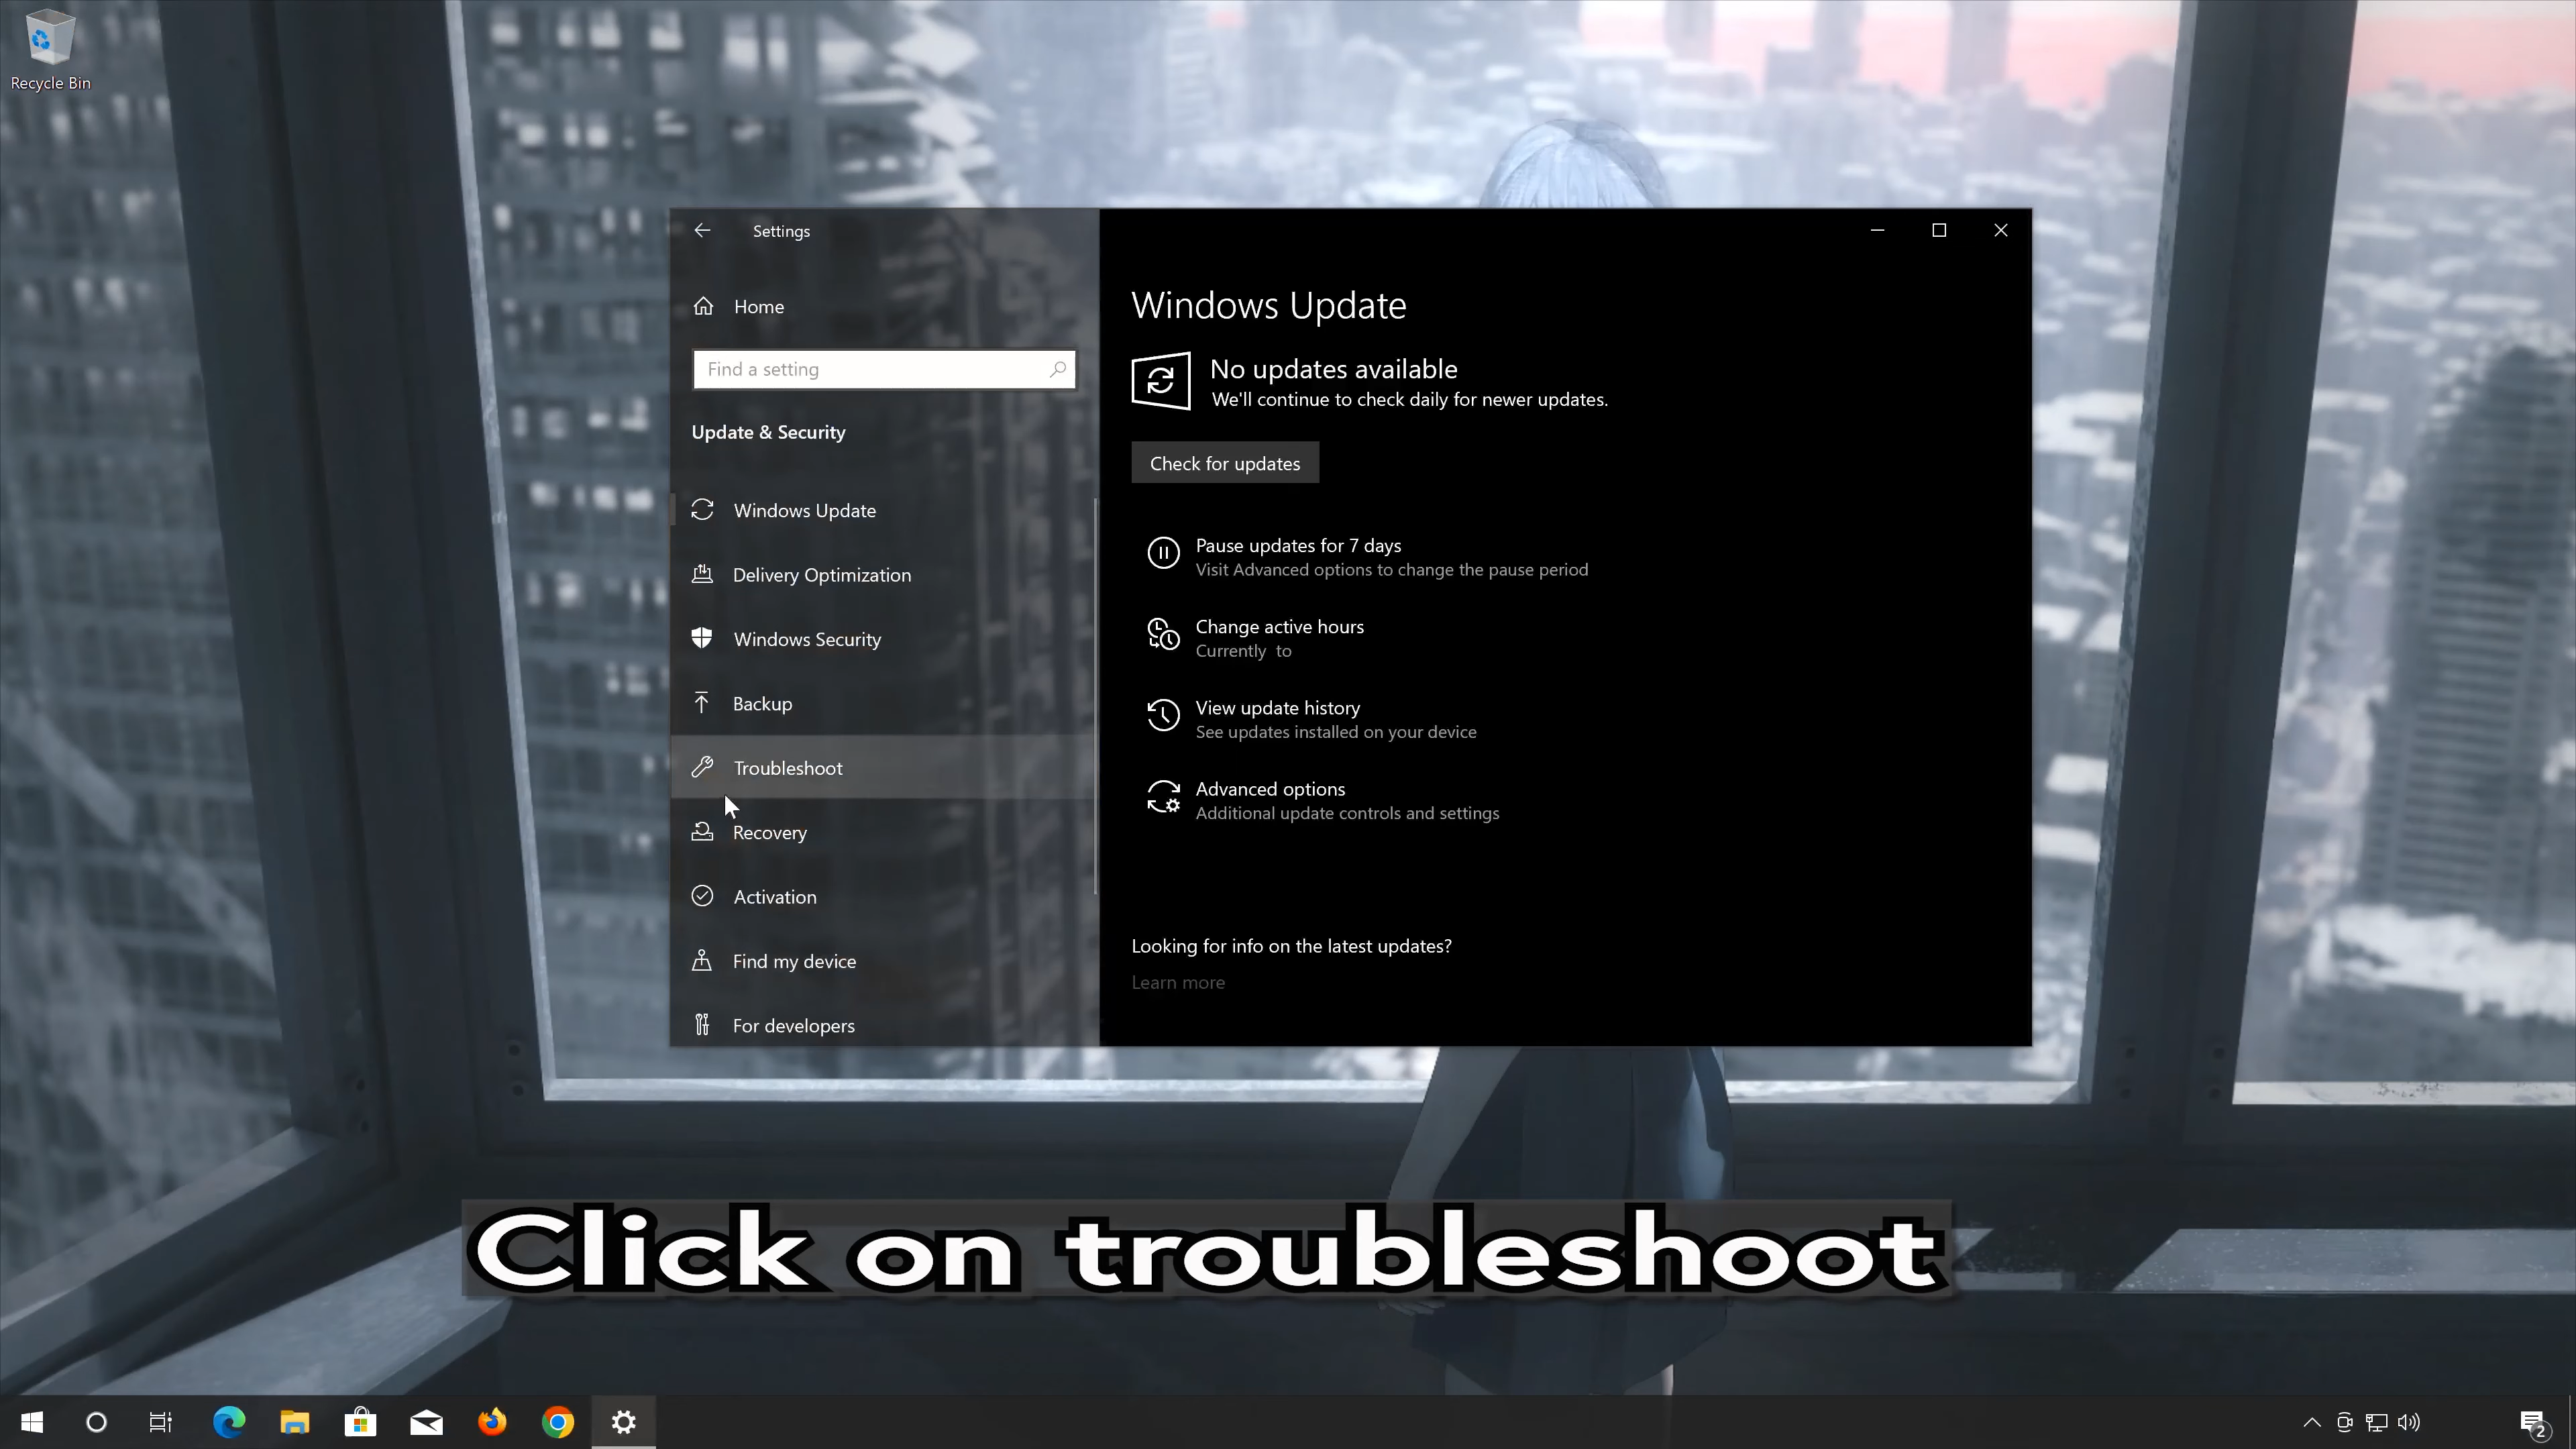 Recycle Bin
Settings
Home
Find a setting
Update & Security
Windows Update
Delivery Optimization
Windows Security
Backup
Troubleshoot
Recovery
Activation
Find my device
For developers
Windows Update
No updates available
We'll continue to check daily for newer updates.
Check for updates
Pause updates for 7 days
Visit Advanced options to change the pause period
Change active hours
Currently to
View update history
See updates installed on your device
Advanced options
Additional update controls and settings
Looking for info on the latest updates?
Learn more
Click on troubleshoot
2